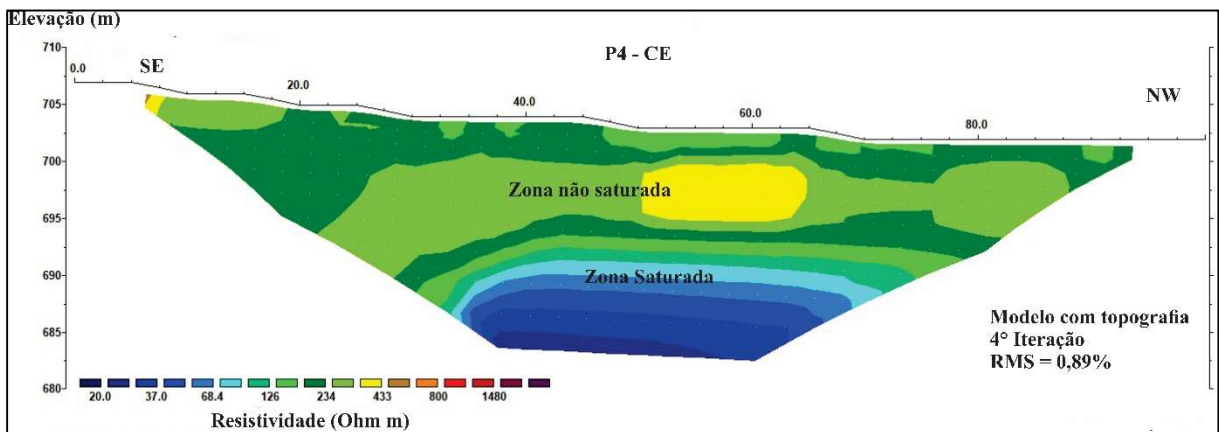 Elevação (m)
P4 - CE
710
SE
NW
0.0
20.0
40.0
60.0
80.0
705
700
Zona não saturada
695
690
Zona Saturada
685
Modelo com topografia
4° Iteração
RMS = 0,89%
680
20.0 37.0 68.4 126 234 433 800 1480
Resistividade (Ohm m)